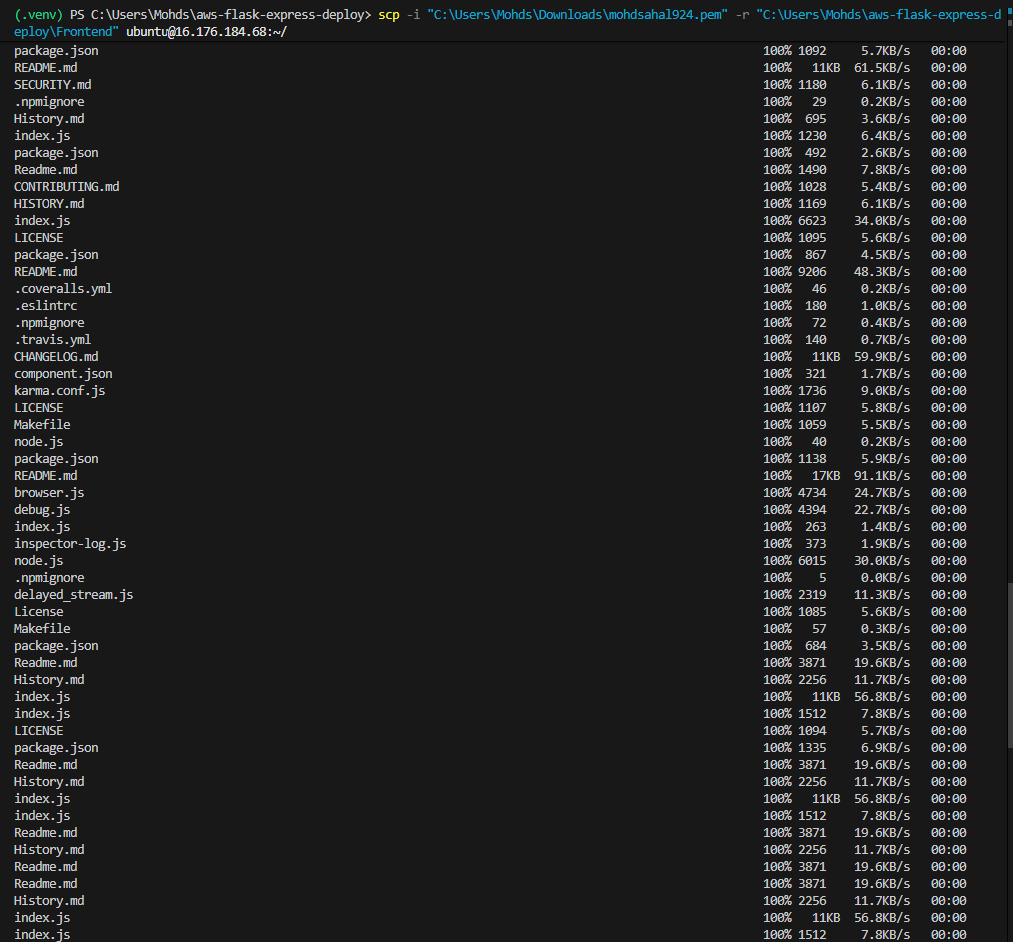 (.venv) PS C:\Users\Mohds\aws-flask-express-deploy> scp -i "C:\Users\Mohds\Downloads\mohdsahal924.pem" -r "C:\Users\Mohds\aws-flask-express-d
eploy\Frontend" ubuntu@16.176.184.68:~/
package.json 100% 1092 5.7KB/s 00:00
README.md 100% 11KB 61.5KB/s 00:00
SECURITY.md 100% 1180 6.1KB/s 00:00
.npmignore 100% 29 0.2KB/s 00:00
History.md 100% 695 3.6KB/s 00:00
index.js 100% 1230 6.4KB/s 00:00
package.json 100% 492 2.6KB/s 00:00
Readme.md 100% 1490 7.8KB/s 00:00
CONTRIBUTING.md 100% 1028 5.4KB/s 00:00
HISTORY.md 100% 1169 6.1KB/s 00:00
index.js 100% 6623 34.0KB/s 00:00
LICENSE 100% 1095 5.6KB/s 00:00
package.json 100% 867 4.5KB/s 00:00
README.md 100% 9206 48.3KB/s 00:00
.coveralls.yml 100% 46 0.2KB/s 00:00
.eslintrc 100% 180 1.0KB/s 00:00
.npmignore 100% 72 0.4KB/s 00:00
.travis.yml 100% 140 0.7KB/s 00:00
CHANGELOG.md 100% 11KB 59.9KB/s 00:00
component.json 100% 321 1.7KB/s 00:00
karma.conf.js 100% 1736 9.0KB/s 00:00
LICENSE 100% 1107 5.8KB/s 00:00
Makefile 100% 1059 5.5KB/s 00:00
node.js 100% 40 0.2KB/s 00:00
package.json 100% 1138 5.9KB/s 00:00
README.md 100% 17KB 91.1KB/s 00:00
browser.js 100% 4734 24.7KB/s 00:00
debug.js 100% 4394 22.7KB/s 00:00
index.js 100% 263 1.4KB/s 00:00
inspector-log.js 100% 373 1.9KB/s 00:00
node.js 100% 6015 30.0KB/s 00:00
.npmignore 100% 5 0.0KB/s 00:00
delayed_stream.js 100% 2319 11.3KB/s 00:00
License 100% 1085 5.6KB/s 00:00
Makefile 100% 57 0.3KB/s 00:00
package.json 100% 684 3.5KB/s 00:00
Readme.md 100% 3871 19.6KB/s 00:00
History.md 100% 2256 11.7KB/s 00:00
index.js 100% 11KB 56.8KB/s 00:00
index.js 100% 1512 7.8KB/s 00:00
LICENSE 100% 1094 5.7KB/s 00:00
package.json 100% 1335 6.9KB/s 00:00
Readme.md 100% 3871 19.6KB/s 00:00
History.md 100% 2256 11.7KB/s 00:00
index.js 100% 11KB 56.8KB/s 00:00
index.js 100% 1512 7.8KB/s 00:00
Readme.md 100% 3871 19.6KB/s 00:00
History.md 100% 2256 11.7KB/s 00:00
Readme.md 100% 3871 19.6KB/s 00:00
Readme.md 100% 3871 19.6KB/s 00:00
History.md 100% 2256 11.7KB/s 00:00
index.js 100% 11KB 56.8KB/s 00:00
index.js 100% 1512 7.8KB/s 00:00